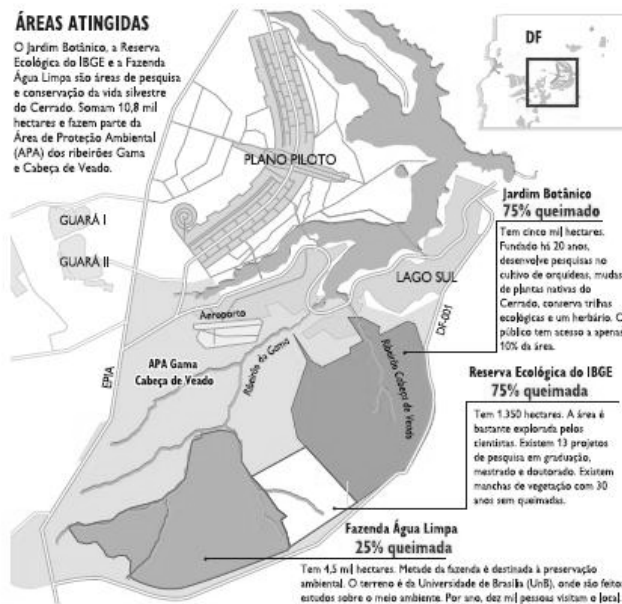 ÁREAS ATINGIDAS
O Jardim Botânico, a Reserva
Ecológica do IBGE e a Fazenda
Água Limpa são áreas de pesquisa
e conservação da vida silvestre
do Cerrado. Somam 10,8 mil
hectares e fazem parte da
Área de Proteção Ambiental
(APA) dos ribeirões Gama
e Cabeça de Veado.
DF
PLANO PILOTO
GUARÁ I
GUARÁ II
LAGO SUL
Aeroporto
EPIA
APA Gama
Cabeça de Veado
Ribeirão do Gama
Ribeirão Cabeça de Veado
DF-001
Jardim Botânico
75% queimado
Tem cinco mil hectares.
Fundado há 20 anos,
desenvolve pesquisas no
cultivo de orquídeas, mudas
de plantas nativas do
Cerrado, conserva trilhas
ecológicas e um herbário. O
público tem acesso a apenas
10% da área.
Reserva Ecológica do IBGE
75% queimada
Tem 1.350 hectares. A área é
bastante explorada pelos
cientistas. Existem 13 projetos
de pesquisa em graduação,
mestrado e doutorado. Existem
manchas de vegetação com 30
anos sem queimadas.
Fazenda Água Limpa
25% queimada
Tem 4,5 mil hectares. Metade da fazenda é destinada à preservação
ambiental. O terreno é da Universidade de Brasília (UnB), onde são feitos
estudos sobre o meio ambiente. Por ano, dez mil pessoas visitam o local.